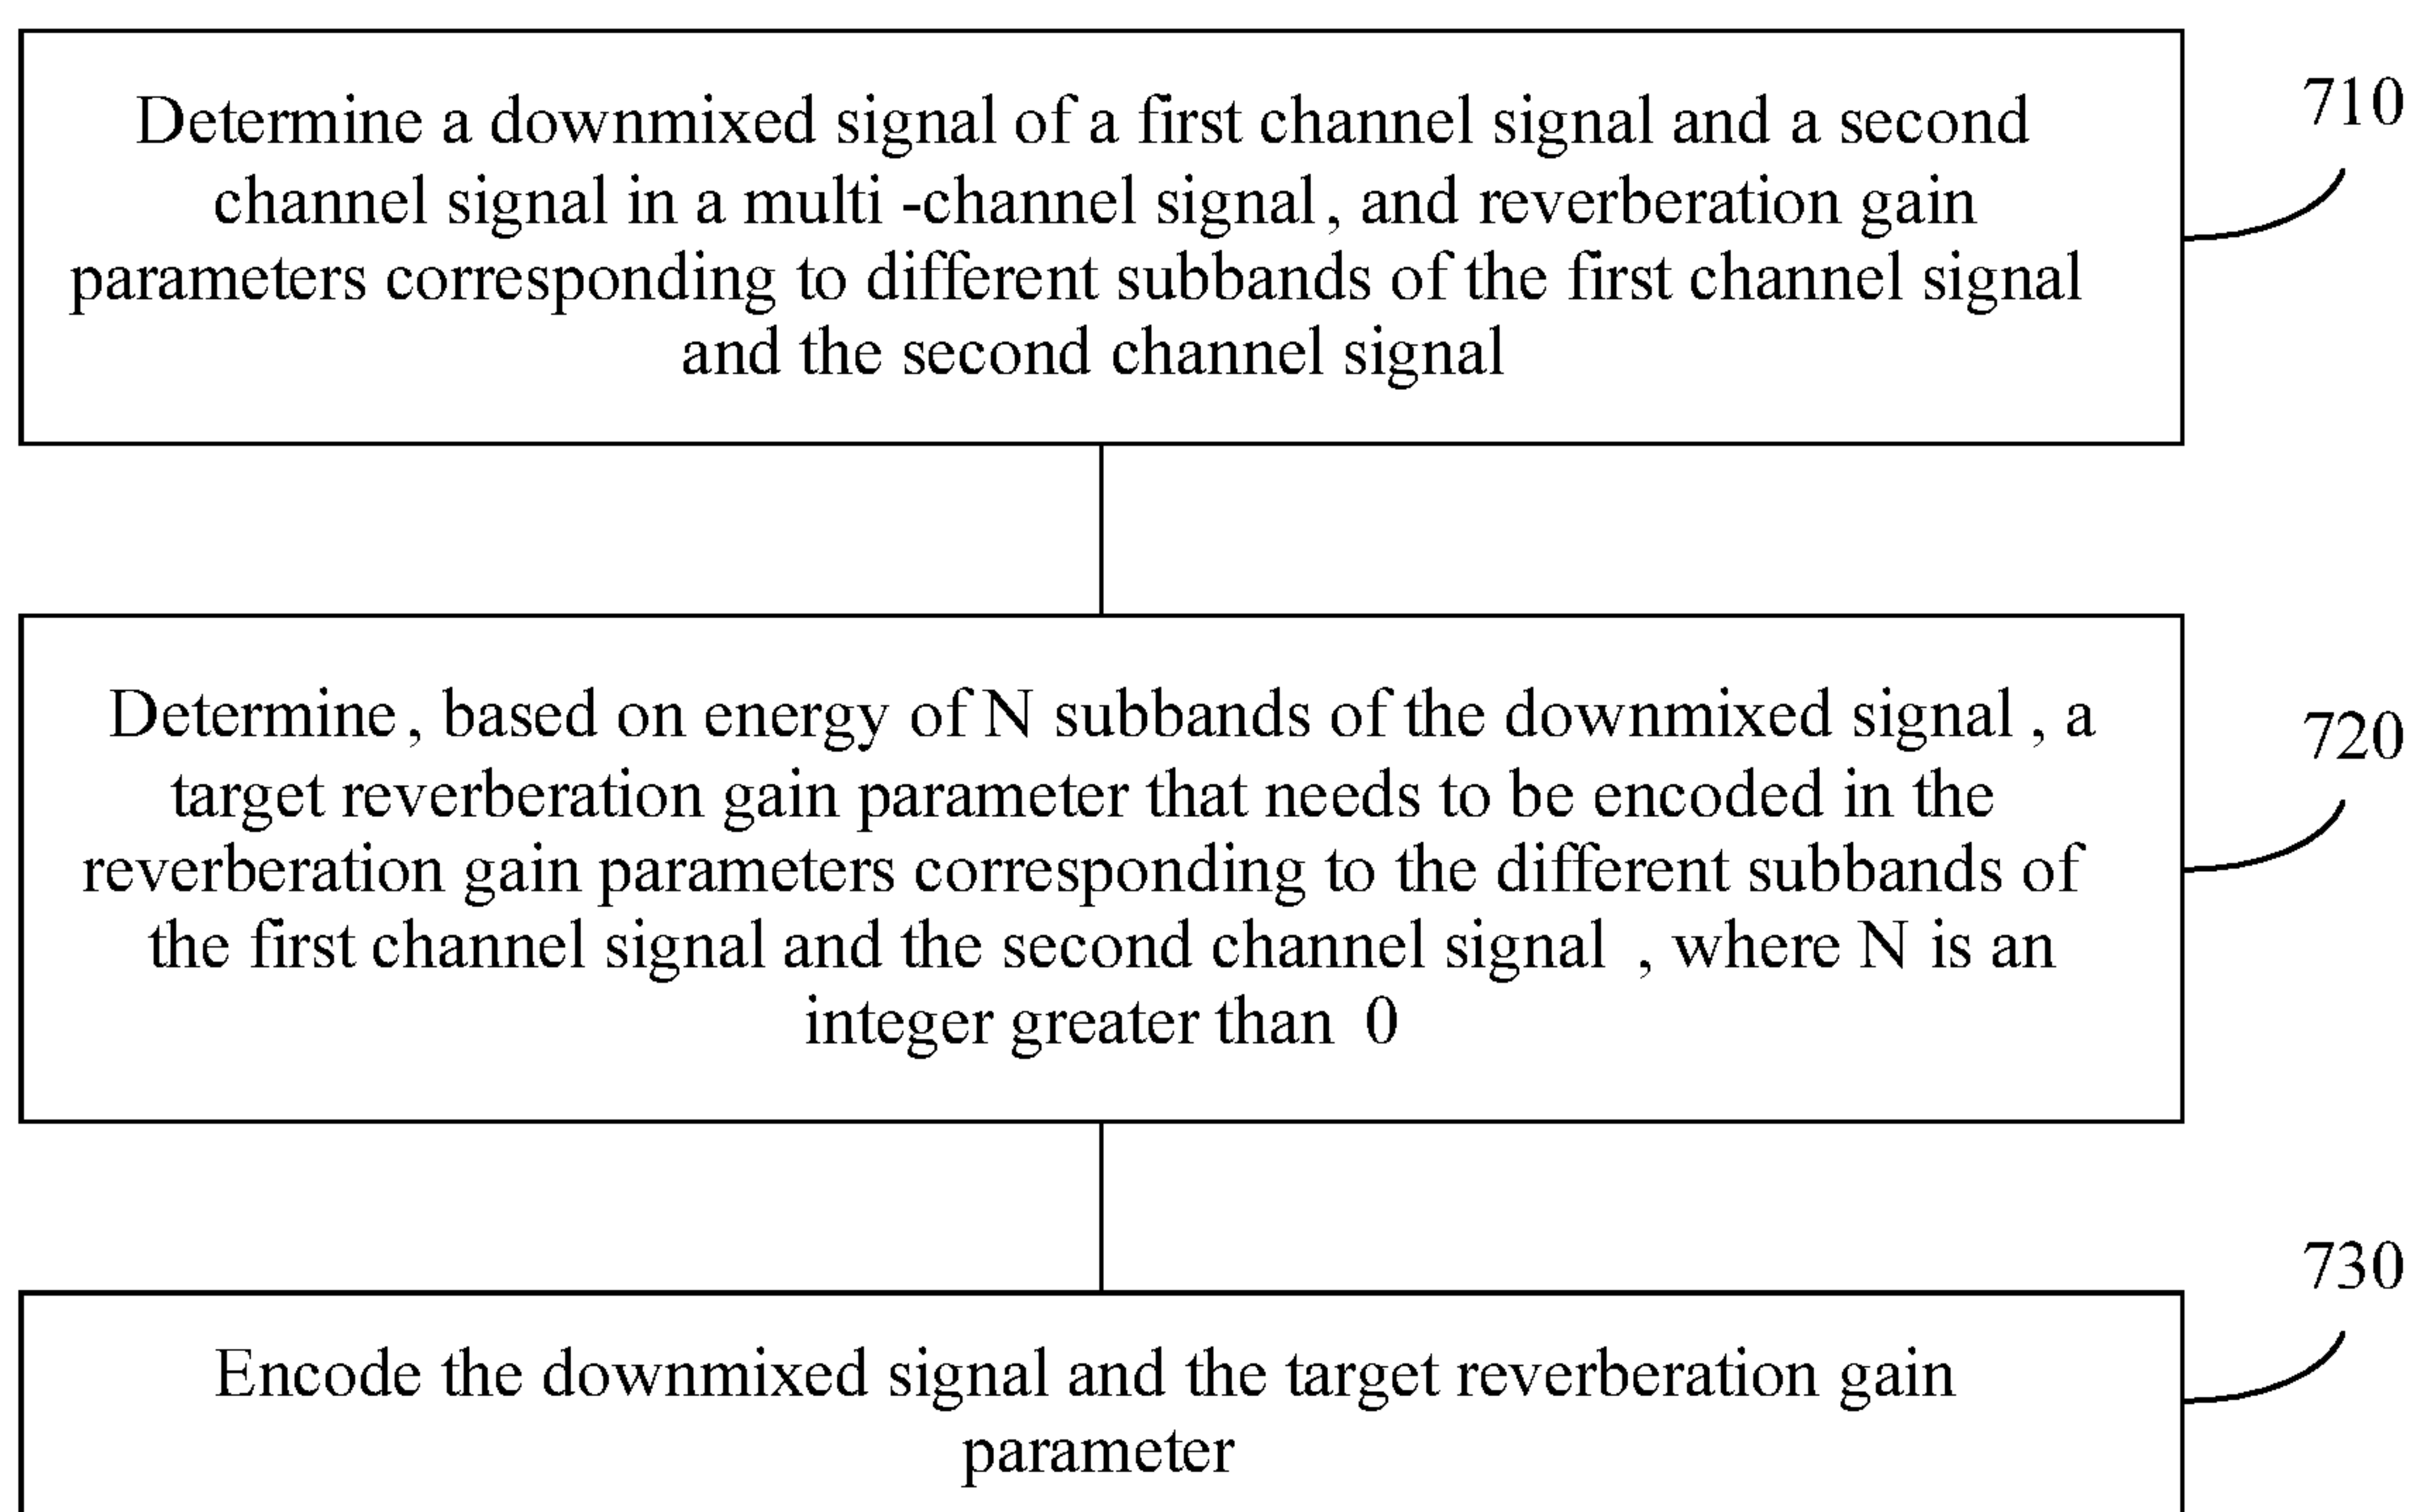 Determine a downmixed signal of a first channel signal and a second
channel signal in a multi -channel signal, and reverberation gain
parameters corresponding to different subbands of the first channel signal
and the second channel signal
710
Determine, based on energy of N subbands of the downmixed signal , a
target reverberation gain parameter that needs to be encoded in the
reverberation gain parameters corresponding to the different subbands of
the first channel signal and the second channel signal , where N is an
integer greater than 0
720
Encode the downmixed signal and the target reverberation gain
parameter
730